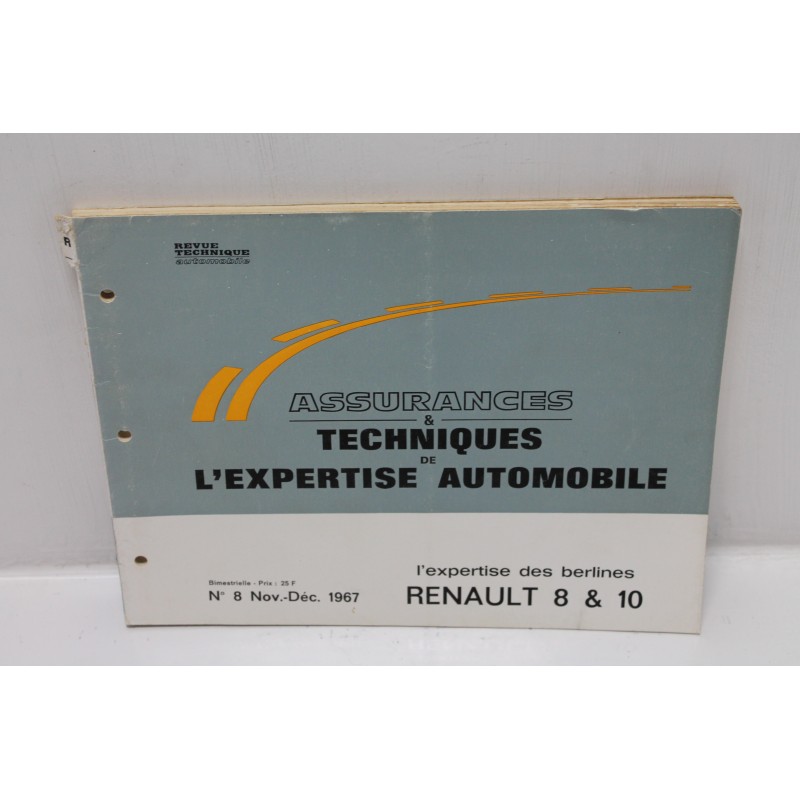 R
REVUE
TECHNIQUE
automobile
ASSURANCES
&
TECHNIQUES
DE
L'EXPERTISE AUTOMOBILE
Bimestrielle - Prix : 25 F
N° 8 Nov.-Déc. 1967
l'expertise des berlines
RENAULT 8 & 10